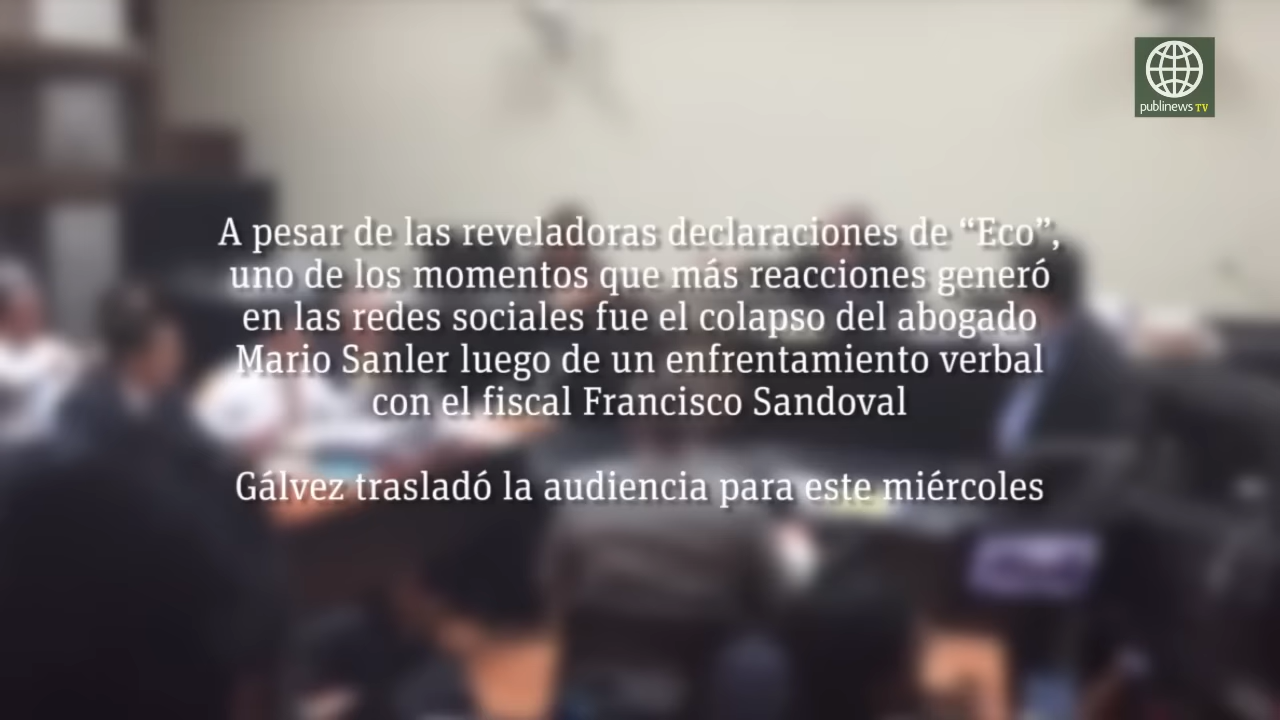 publinews TV
A pesar de las reveladoras declaraciones de “Eco”,
uno de los momentos que más reacciones generó
en las redes sociales fue el colapso del abogado
Mario Sanler luego de un enfrentamiento verbal
con el fiscal Francisco Sandoval
Gálvez trasladó la audiencia para este miércoles